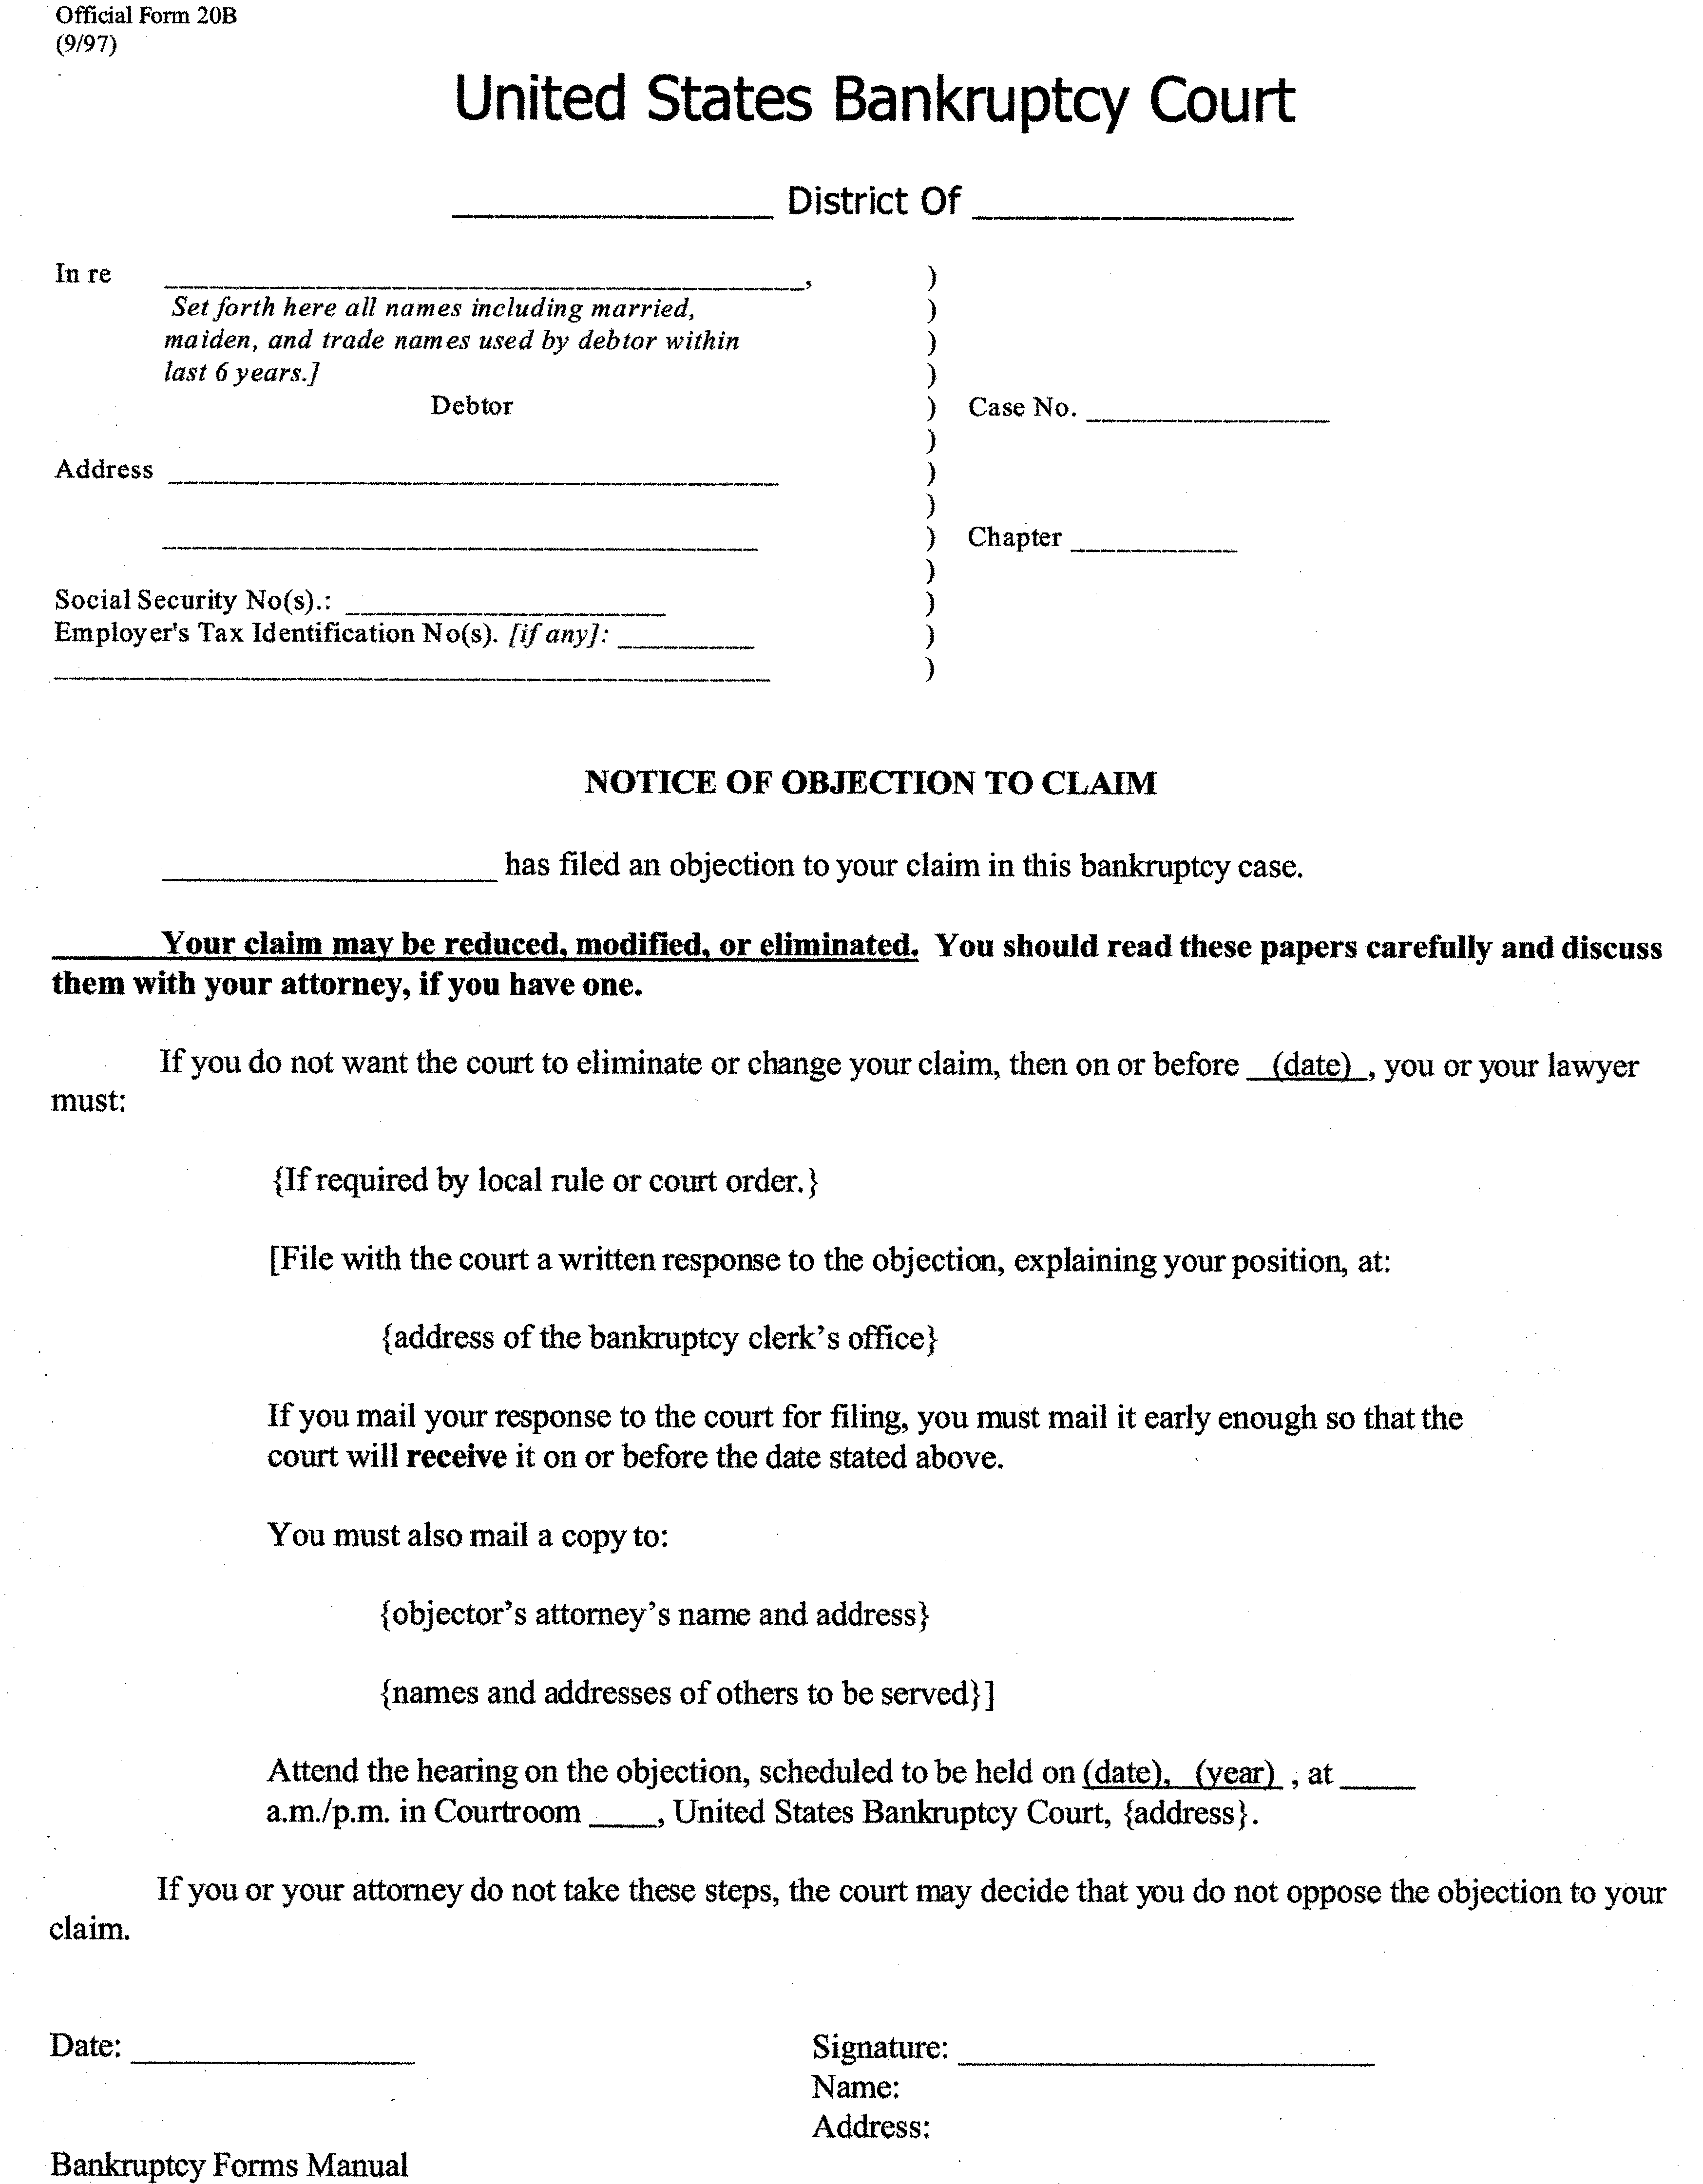 Official Form 20B
(9/97)
United States Bankruptcy Court
_______________ District Of _______________
In re ______________________________, )
Set forth here all names including married, )
maiden, and trade names used by debtor within )
last 6 years.] )
Debtor ) Case No. ________________
)
Address ______________________________ )
)
______________________________ ) Chapter ___________
)
Social Security No(s).: _____________________ )
Employer's Tax Identification No(s). [if any]: _________ )
_______________________________________________ )
NOTICE OF OBJECTION TO CLAIM
____________________ has filed an objection to your claim in this bankruptcy case.
Your claim may be reduced, modified, or eliminated. You should read these papers carefully and discuss
them with your attorney, if you have one.
If you do not want the court to eliminate or change your claim, then on or before _(date)_, you or your lawyer
must:
{If required by local rule or court order.}
[File with the court a written response to the objection, explaining your position, at:
{address of the bankruptcy clerk’s office}
If you mail your response to the court for filing, you must mail it early enough so that the
court will receive it on or before the date stated above.
You must also mail a copy to:
{objector’s attorney’s name and address}
{names and addresses of others to be served}]
Attend the hearing on the objection, scheduled to be held on (date), (year) , at _____
a.m./p.m. in Courtroom ____, United States Bankruptcy Court, {address}.
If you or your attorney do not take these steps, the court may decide that you do not oppose the objection to your
claim.
Date: _________________ Signature: _________________________
Name:
Address:
Bankruptcy Forms Manual